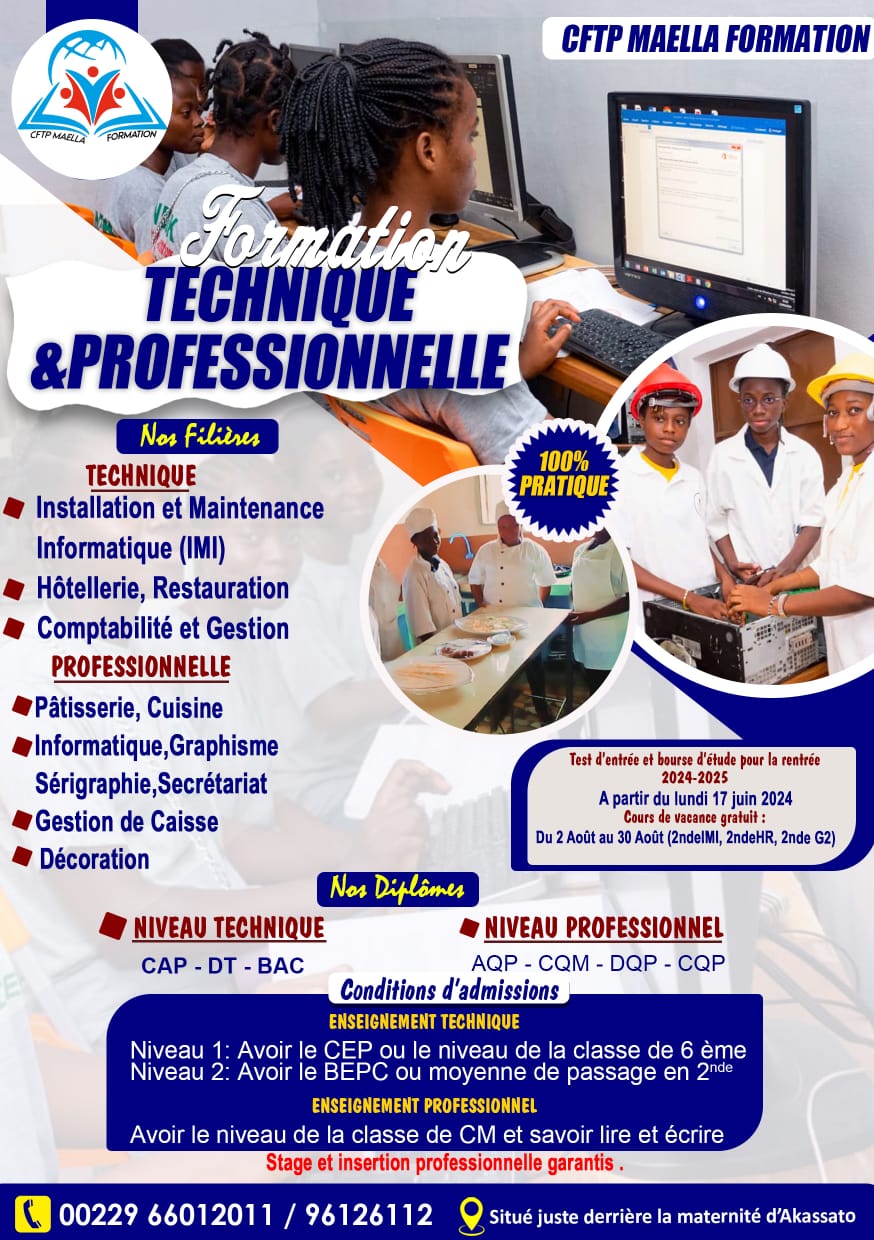 CFTP MAELLA FORMATION
CFTP MAELLA FORMATION
Formation
TECHNIQUE
&PROFESSIONNELLE
Nos Filières
TECHNIQUE
Installation et Maintenance
Informatique (IMI)
Hôtellerie, Restauration
Comptabilité et Gestion
PROFESSIONNELLE
Pâtisserie, Cuisine
Informatique,Graphisme
Sérigraphie,Secrétariat
Gestion de Caisse
Décoration
100%
PRATIQUE
Test d'entrée et bourse d'étude pour la rentrée
2024-2025
A partir du lundi 17 juin 2024
Cours de vacance gratuit :
Du 2 Août au 30 Août (2ndeIMI, 2ndeHR, 2nde G2)
Nos Diplômes
NIVEAU TECHNIQUE
CAP - DT - BAC
NIVEAU PROFESSIONNEL
AQP - CQM - DQP - CQP
Conditions d'admissions
ENSEIGNEMENT TECHNIQUE
Niveau 1: Avoir le CEP ou le niveau de la classe de 6 ème
Niveau 2: Avoir le BEPC ou moyenne de passage en 2nde
ENSEIGNEMENT PROFESSIONNEL
Avoir le niveau de la classe de CM et savoir lire et écrire
Stage et insertion professionnelle garantis .
00229 66012011 / 96126112
Situé juste derrière la maternité d'Akassato